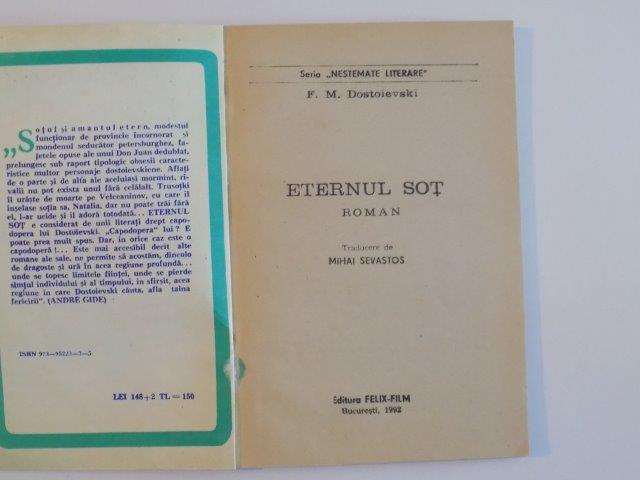 „Soțul și amantul etern, modestul
funcționar de provincie încornorat și
mondenul seducător petersburghez, fa-
țetele opuse ale unui Don Juan dedublat,
prelungesc sub raport tipologic obsesii caracte-
ristice multor personaje dostoievskiene. Aflați
de o parte și de alta ale aceluiași mormînt, ri-
valii nu pot exista unul fără celălalt. Trusoțki
îl urăște de moarte pe Velceaninov, cu care îl
înșelase soția sa, Natalia, dar nu poate trăi fără
el, l-ar ucide și îl adoră totodată... ETERNUL
SOȚ e considerat de unii literați drept capo-
dopera lui Dostoievski. „Capodopera" lui? E
poate prea mult spus. Dar, în orice caz este o
capodoperă !... Este mai accesibil decît alte
romane ale sale, ne permite să acostăm, dincolo
de dragoste și ură în acea regiune profundă...
unde se topesc limitele ființei, unde se pierde
simțul individului și al timpului, în sfîrșit, acea
regiune în care Dostoievski căuta, afla taina
fericirii". (ANDRÉ GIDE)
ISBN 973—95223—3—5
LEI 148+2 TL = 150
Seria „NESTEMATE LITERARE"
F. M. Dostoievski
ETERNUL SOȚ
ROMAN
Traducere de
MIHAI SEVASTOS
Editura FELIX-FILM
București, 1992